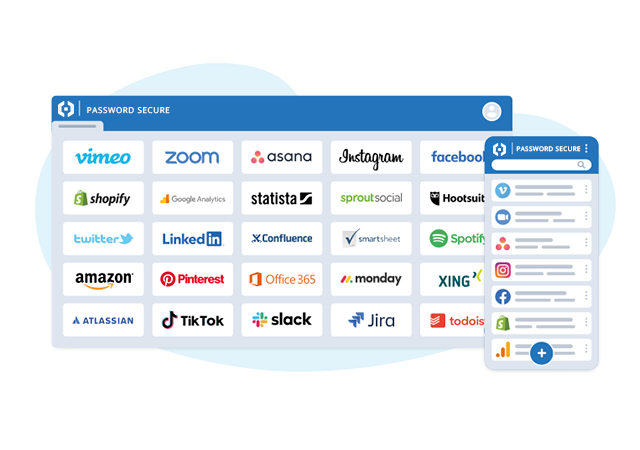 PASSWORD SECURE
vimeo zoom asana Instagram facebook
shopify Google Analytics statista sproutsocial Hootsuit
twitter LinkedIn Confluence smartsheet Spotify
amazon Pinterest Office 365 monday XING
ATLASSIAN TikTok slack Jira todois
PASSWORD SECURE